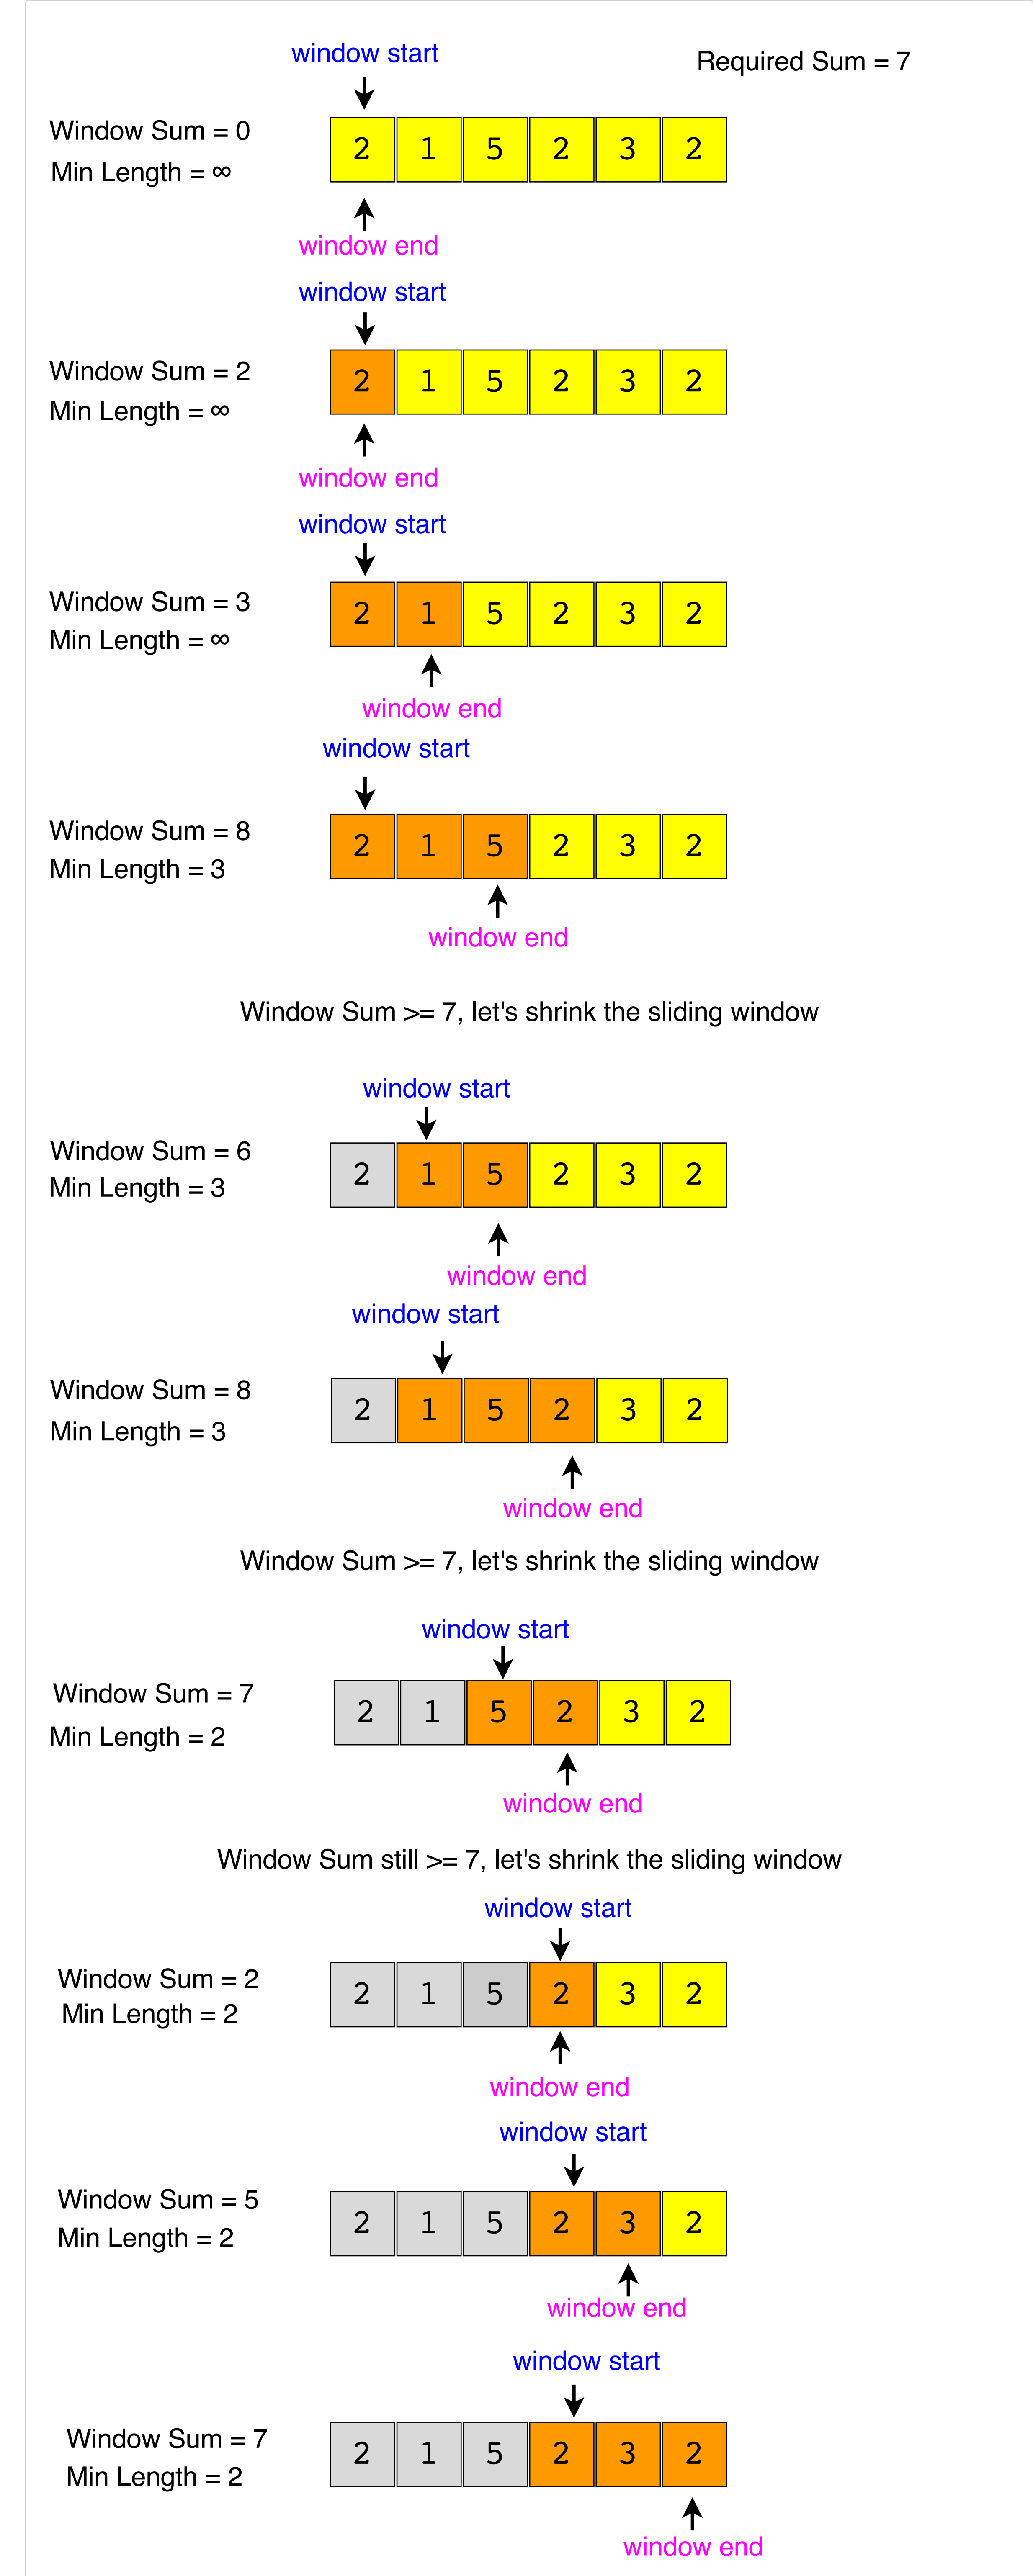 window start
Required Sum = 7
Window Sum = 0
Min Length = ∞
2 1 5 2 3 2
window end
window start
Window Sum = 2
Min Length = ∞
2 1 5 2 3 2
window end
window start
Window Sum = 3
Min Length = ∞
2 1 5 2 3 2
window end
window start
Window Sum = 8
Min Length = 3
2 1 5 2 3 2
window end
Window Sum >= 7, let's shrink the sliding window
window start
Window Sum = 6
Min Length = 3
2 1 5 2 3 2
window end
window start
Window Sum = 8
Min Length = 3
2 1 5 2 3 2
window end
Window Sum >= 7, let's shrink the sliding window
window start
Window Sum = 7
Min Length = 2
2 1 5 2 3 2
window end
Window Sum still >= 7, let's shrink the sliding window
window start
Window Sum = 2
Min Length = 2
2 1 5 2 3 2
window end
window start
Window Sum = 5
Min Length = 2
2 1 5 2 3 2
window end
window start
Window Sum = 7
Min Length = 2
2 1 5 2 3 2
window end